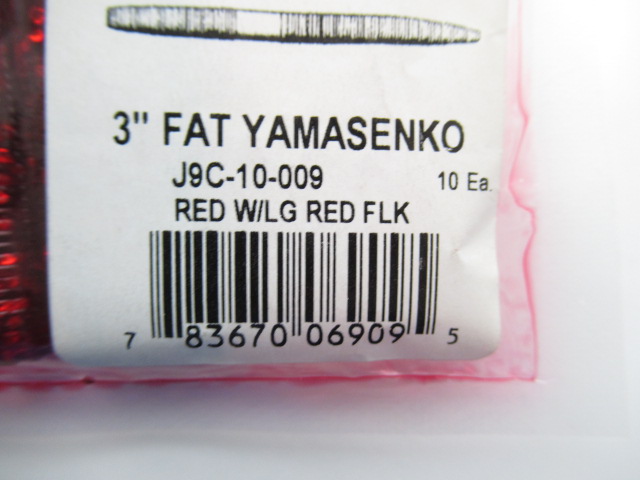 3" FAT YAMASENKO
J9C-10-009
10 Ea.
RED W/LG RED FLK
7 83670 06909 5